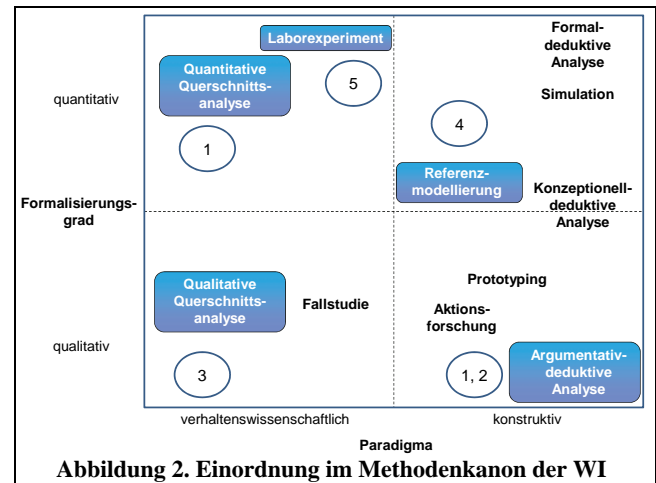 Laborexperiment
Formal-
deduktive
Analyse
Quantitative
Querschnitts-
analyse
5
Simulation
quantitativ
4
1
Referenz-
modellierung
Konzeptionell-
deduktive
Analyse
Formalisierungs-
grad
Prototyping
Qualitative
Querschnitts-
analyse
Fallstudie
Aktions-
forschung
qualitativ
3
1, 2
Argumentativ-
deduktive
Analyse
verhaltenswissenschaftlich
konstruktiv
Paradigma
Abbildung 2. Einordnung im Methodenkanon der WI